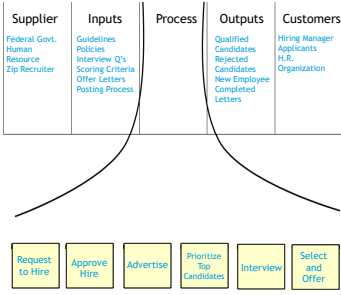 Supplier
Inputs
Process
Outputs
Customers
Federal Govt.
Human
Resource
Zip Recruiter
Guidelines
Policies
Interview Q's
Scoring Criteria
Offer Letters
Posting Process
Qualified
Candidates
Rejected
Candidates
New Employee
Completed
Letters
Hiring Manager
Applicants
H.R.
Organization
Request
to Hire
Approve
Hire
Advertise
Prioritize
Top
Candidates
Interview
Select
and
Offer